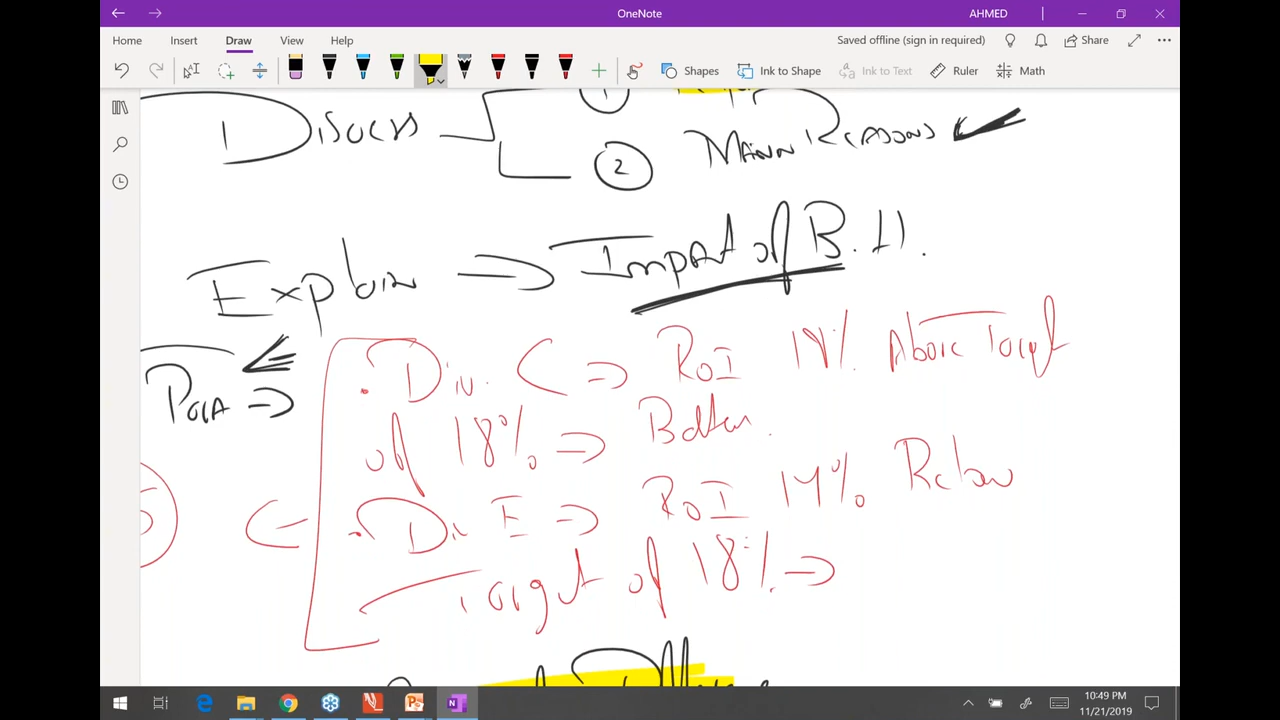 OneNote
AHMED
Home Insert Draw View Help
Saved offline (sign in required)
Share
Shapes
Ink to Shape
Ink to Text
Ruler
Math
Discuss
1
2 Main Reasons
Explain ⇒ Impact of B.H.
. Div. C ⇒ ROI 19% Above Target
of 18% ⇒ Better.
. Div E ⇒ ROI 14% Below
Target of 18% ⇒
10:49 PM
11/21/2019